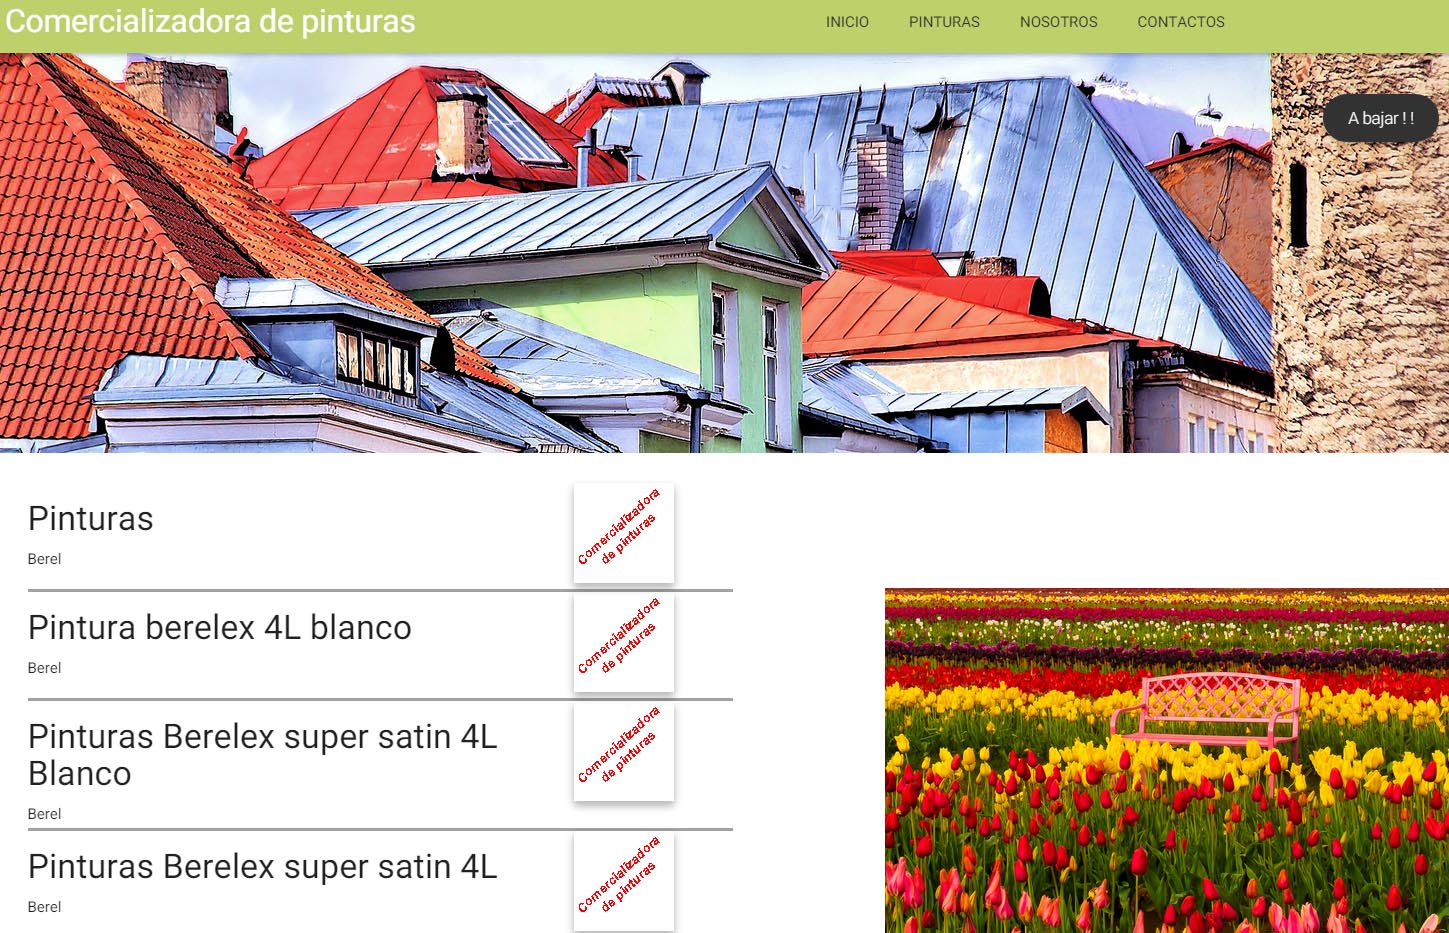 Comercializadora de pinturas
INICIO
PINTURAS
NOSOTROS
CONTACTOS
A bajar ! !
Pinturas
Berel
Comercializadora
de pinturas
Pintura berelex 4L blanco
Berel
Comercializadora
de pinturas
Pinturas Berelex super satin 4L
Blanco
Berel
Comercializadora
de pinturas
Pinturas Berelex super satin 4L
Berel
Comercializadora
de pinturas